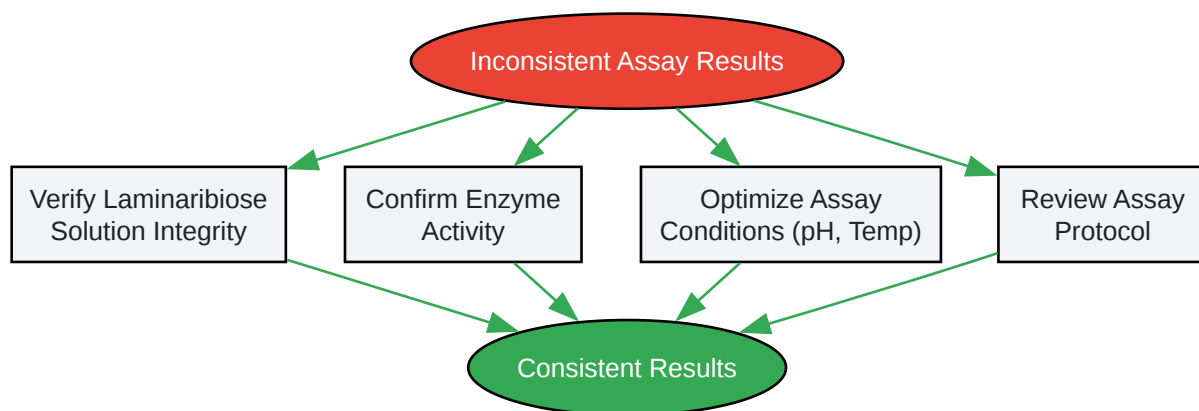 Inconsistent Assay Results
Verify Laminaribiose
Solution Integrity
Confirm Enzyme
Activity
Optimize Assay
Conditions (pH, Temp)
Review Assay
Protocol
Consistent Results